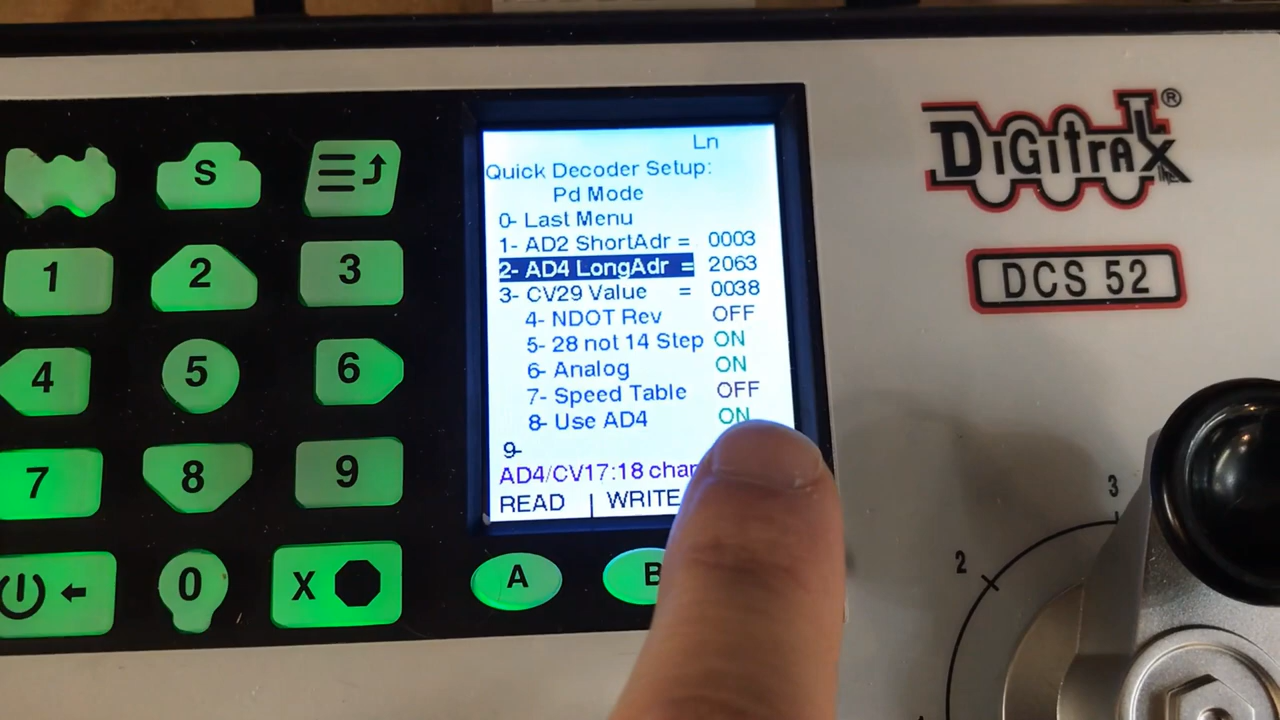 Ln
Quick Decoder Setup:
Pd Mode
0- Last Menu
1- AD2 ShortAdr = 0003
2- AD4 LongAdr = 2063
3- CV29 Value = 0038
4- NDOT Rev OFF
5- 28 not 14 Step ON
6- Analog ON
7- Speed Table OFF
8- Use AD4 ON
9-
AD4/CV17:18
READ | WRITE
S
1 2 3
4 5 6
7 8 9
0 X
A B
DIGITRAX ®
DCS 52
3
2